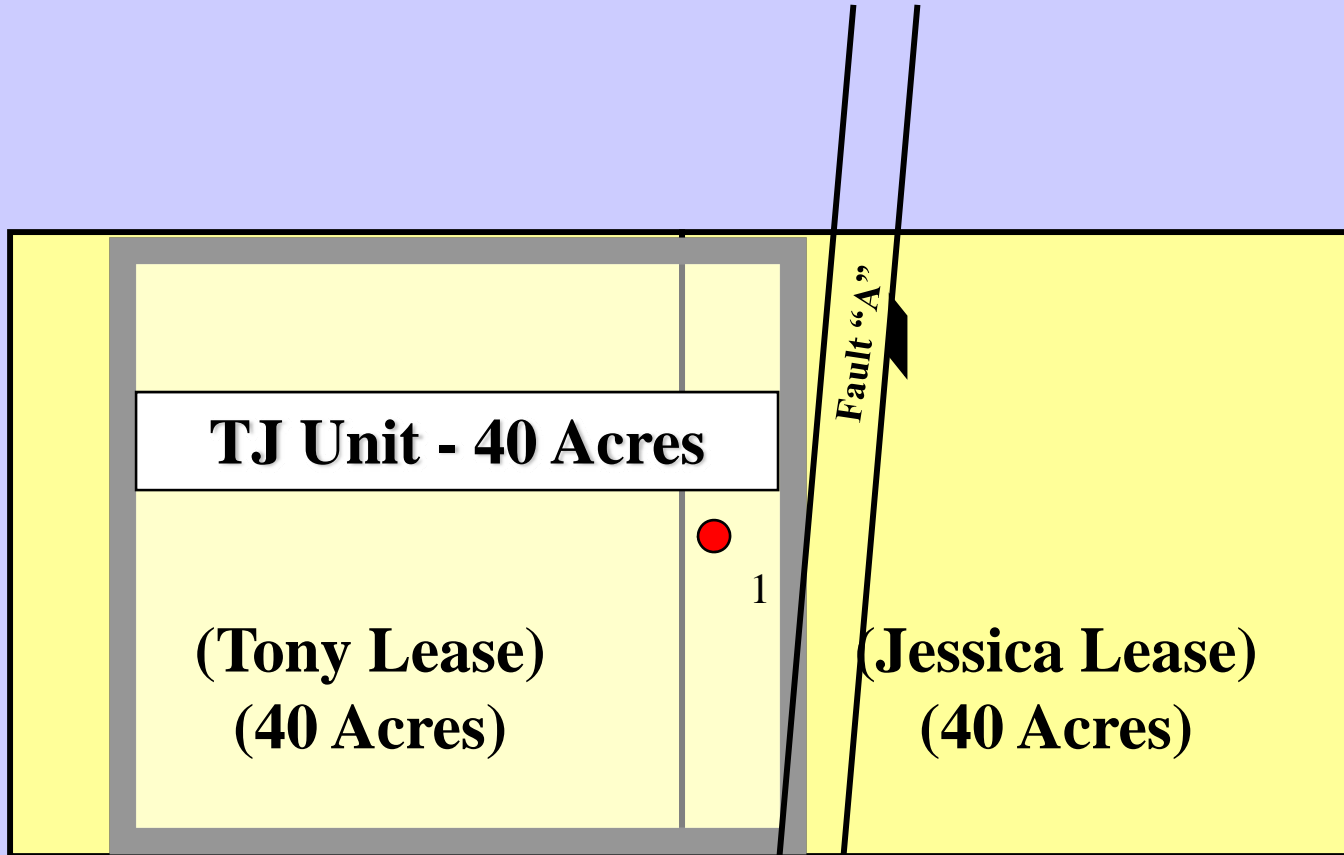 Fault “A”
TJ Unit - 40 Acres
1
(Tony Lease)
(40 Acres)
(Jessica Lease)
(40 Acres)